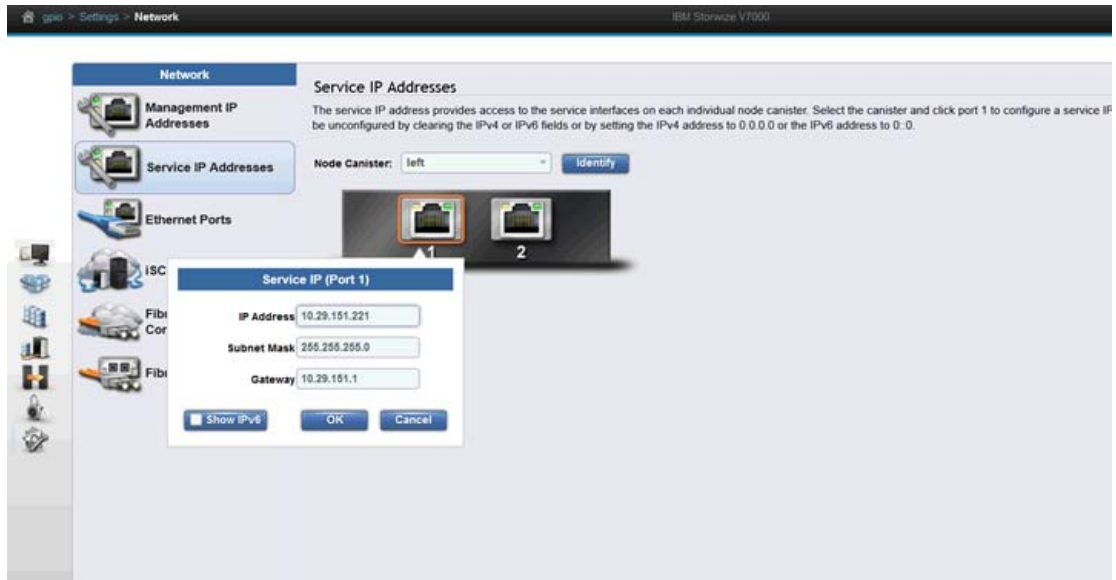 gpio > Settings > Network
IBM Storwize V7000
Network
Management IP
Addresses
Service IP Addresses
Ethernet Ports
iSC
Fib
Cor
Fib
Service IP Addresses
The service IP address provides access to the service interfaces on each individual node canister. Select the canister and click port 1 to configure a service IP
be unconfigured by clearing the IPv4 or IPv6 fields or by setting the IPv4 address to 0.0.0.0 or the IPv6 address to 0::0.
Node Canister: left Identify
1 2
Service IP (Port 1)
IP Address 10.29.151.221
Subnet Mask 255.255.255.0
Gateway 10.29.151.1
Show IPv6 OK Cancel